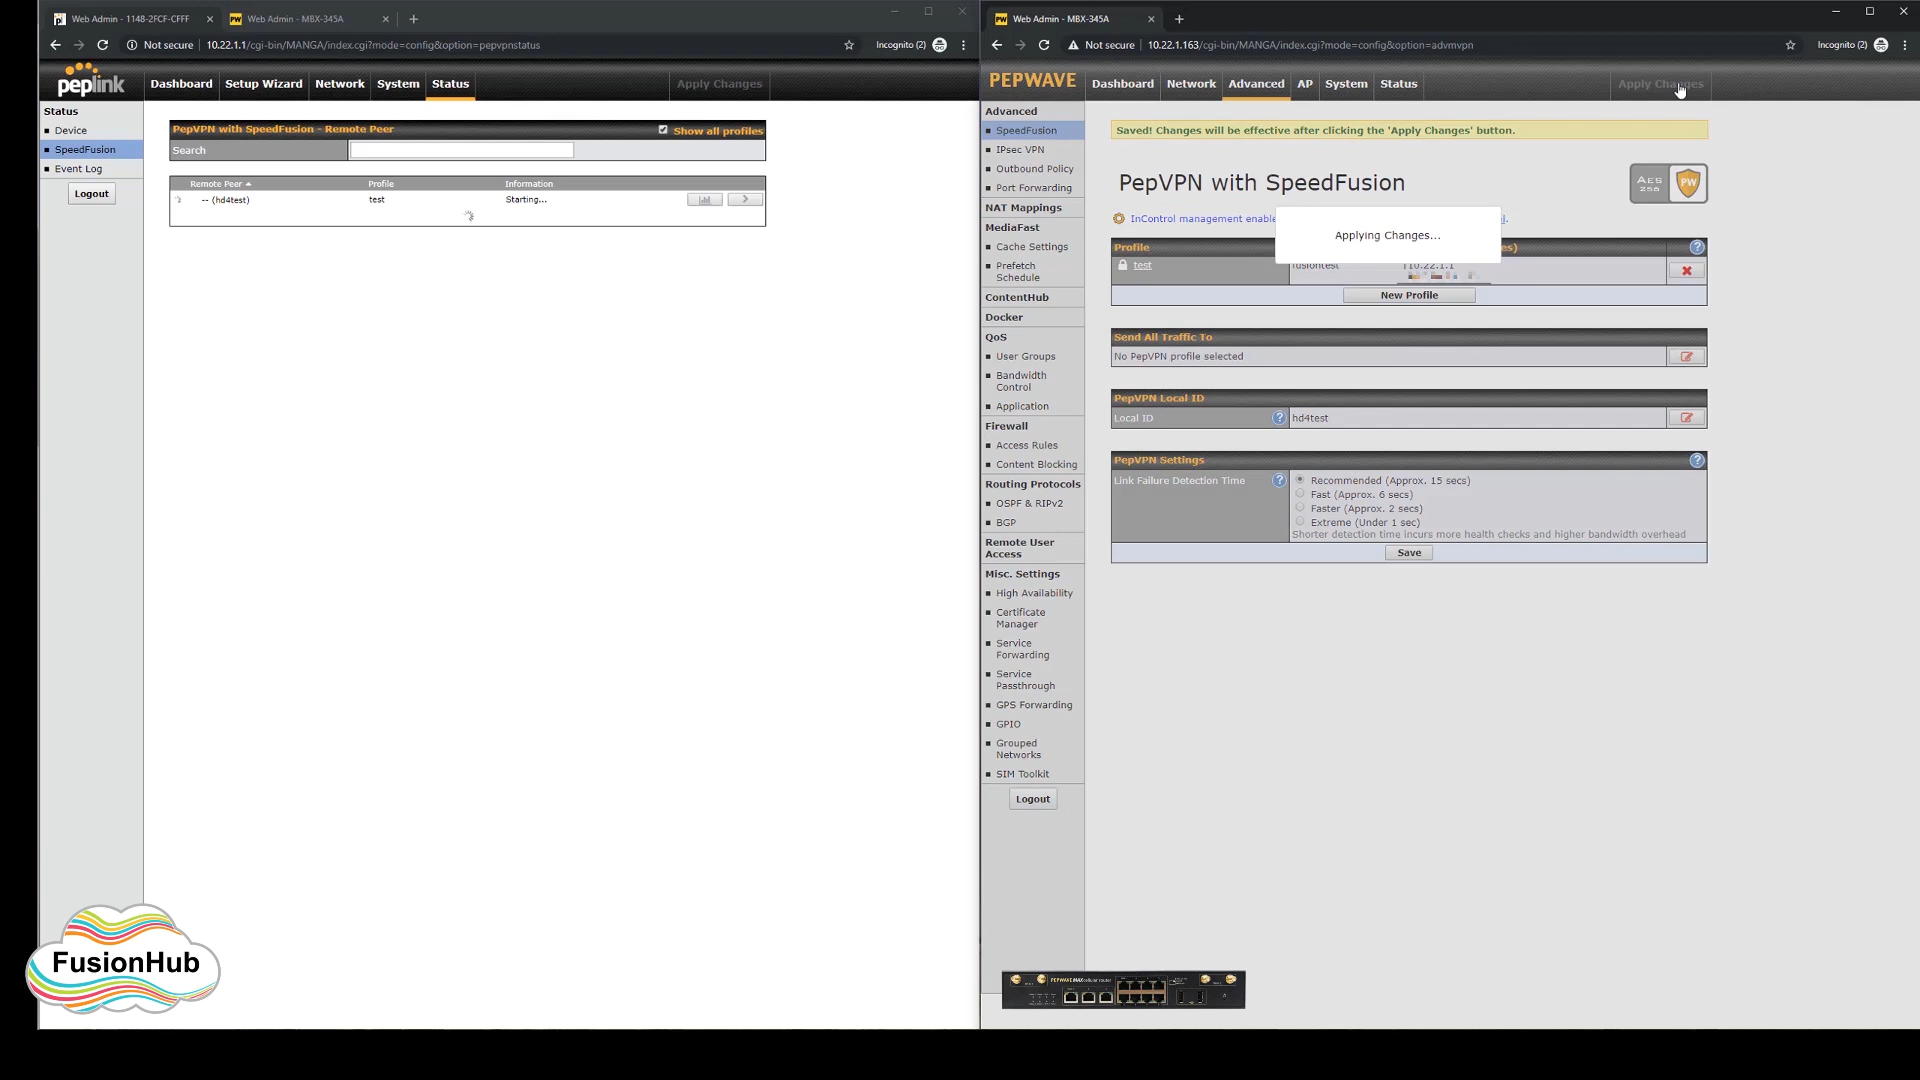 Web Admin - 1148-2FCF-CFFF
Web Admin - MBX-345A
Not secure
10.22.1.1/cgi-bin/MANGA/index.cgi?mode=config&option=pepvpnstatus
Incognito (2)
peplink
Dashboard
Setup Wizard
Network
System
Status
Apply Changes
Status
Device
SpeedFusion
Event Log
Logout
PepVPN with SpeedFusion - Remote Peer
Show all profiles
Search
Remote Peer
Profile
Information
-- (hd4test)
test
Starting...
FusionHub
Web Admin - MBX-345A
Not secure
10.22.1.163/cgi-bin/MANGA/index.cgi?mode=config&option=advmvpn
Incognito (2)
PEPWAVE
Dashboard
Network
Advanced
AP
System
Status
Apply Changes
Advanced
SpeedFusion
IPsec VPN
Outbound Policy
Port Forwarding
NAT Mappings
MediaFast
Cache Settings
Prefetch
Schedule
ContentHub
Docker
QoS
User Groups
Bandwidth
Control
Application
Firewall
Access Rules
Content Blocking
Routing Protocols
OSPF & RIPv2
BGP
Remote User
Access
Misc. Settings
High Availability
Certificate
Manager
Service
Forwarding
Service
Passthrough
GPS Forwarding
GPIO
Grouped
Networks
SIM Toolkit
Logout
Saved! Changes will be effective after clicking the 'Apply Changes' button.
PepVPN with SpeedFusion
AES
256
PW
InControl management enable
Applying Changes...
Profile
es)
test
fusiontest
10.22.1.1
New Profile
Send All Traffic To
No PepVPN profile selected
PepVPN Local ID
Local ID
hd4test
PepVPN Settings
Link Failure Detection Time
Recommended (Approx. 15 secs)
Fast (Approx. 6 secs)
Faster (Approx. 2 secs)
Extreme (Under 1 sec)
Shorter detection time incurs more health checks and higher bandwidth overhead
Save
PEPWAVE MAX cellular router